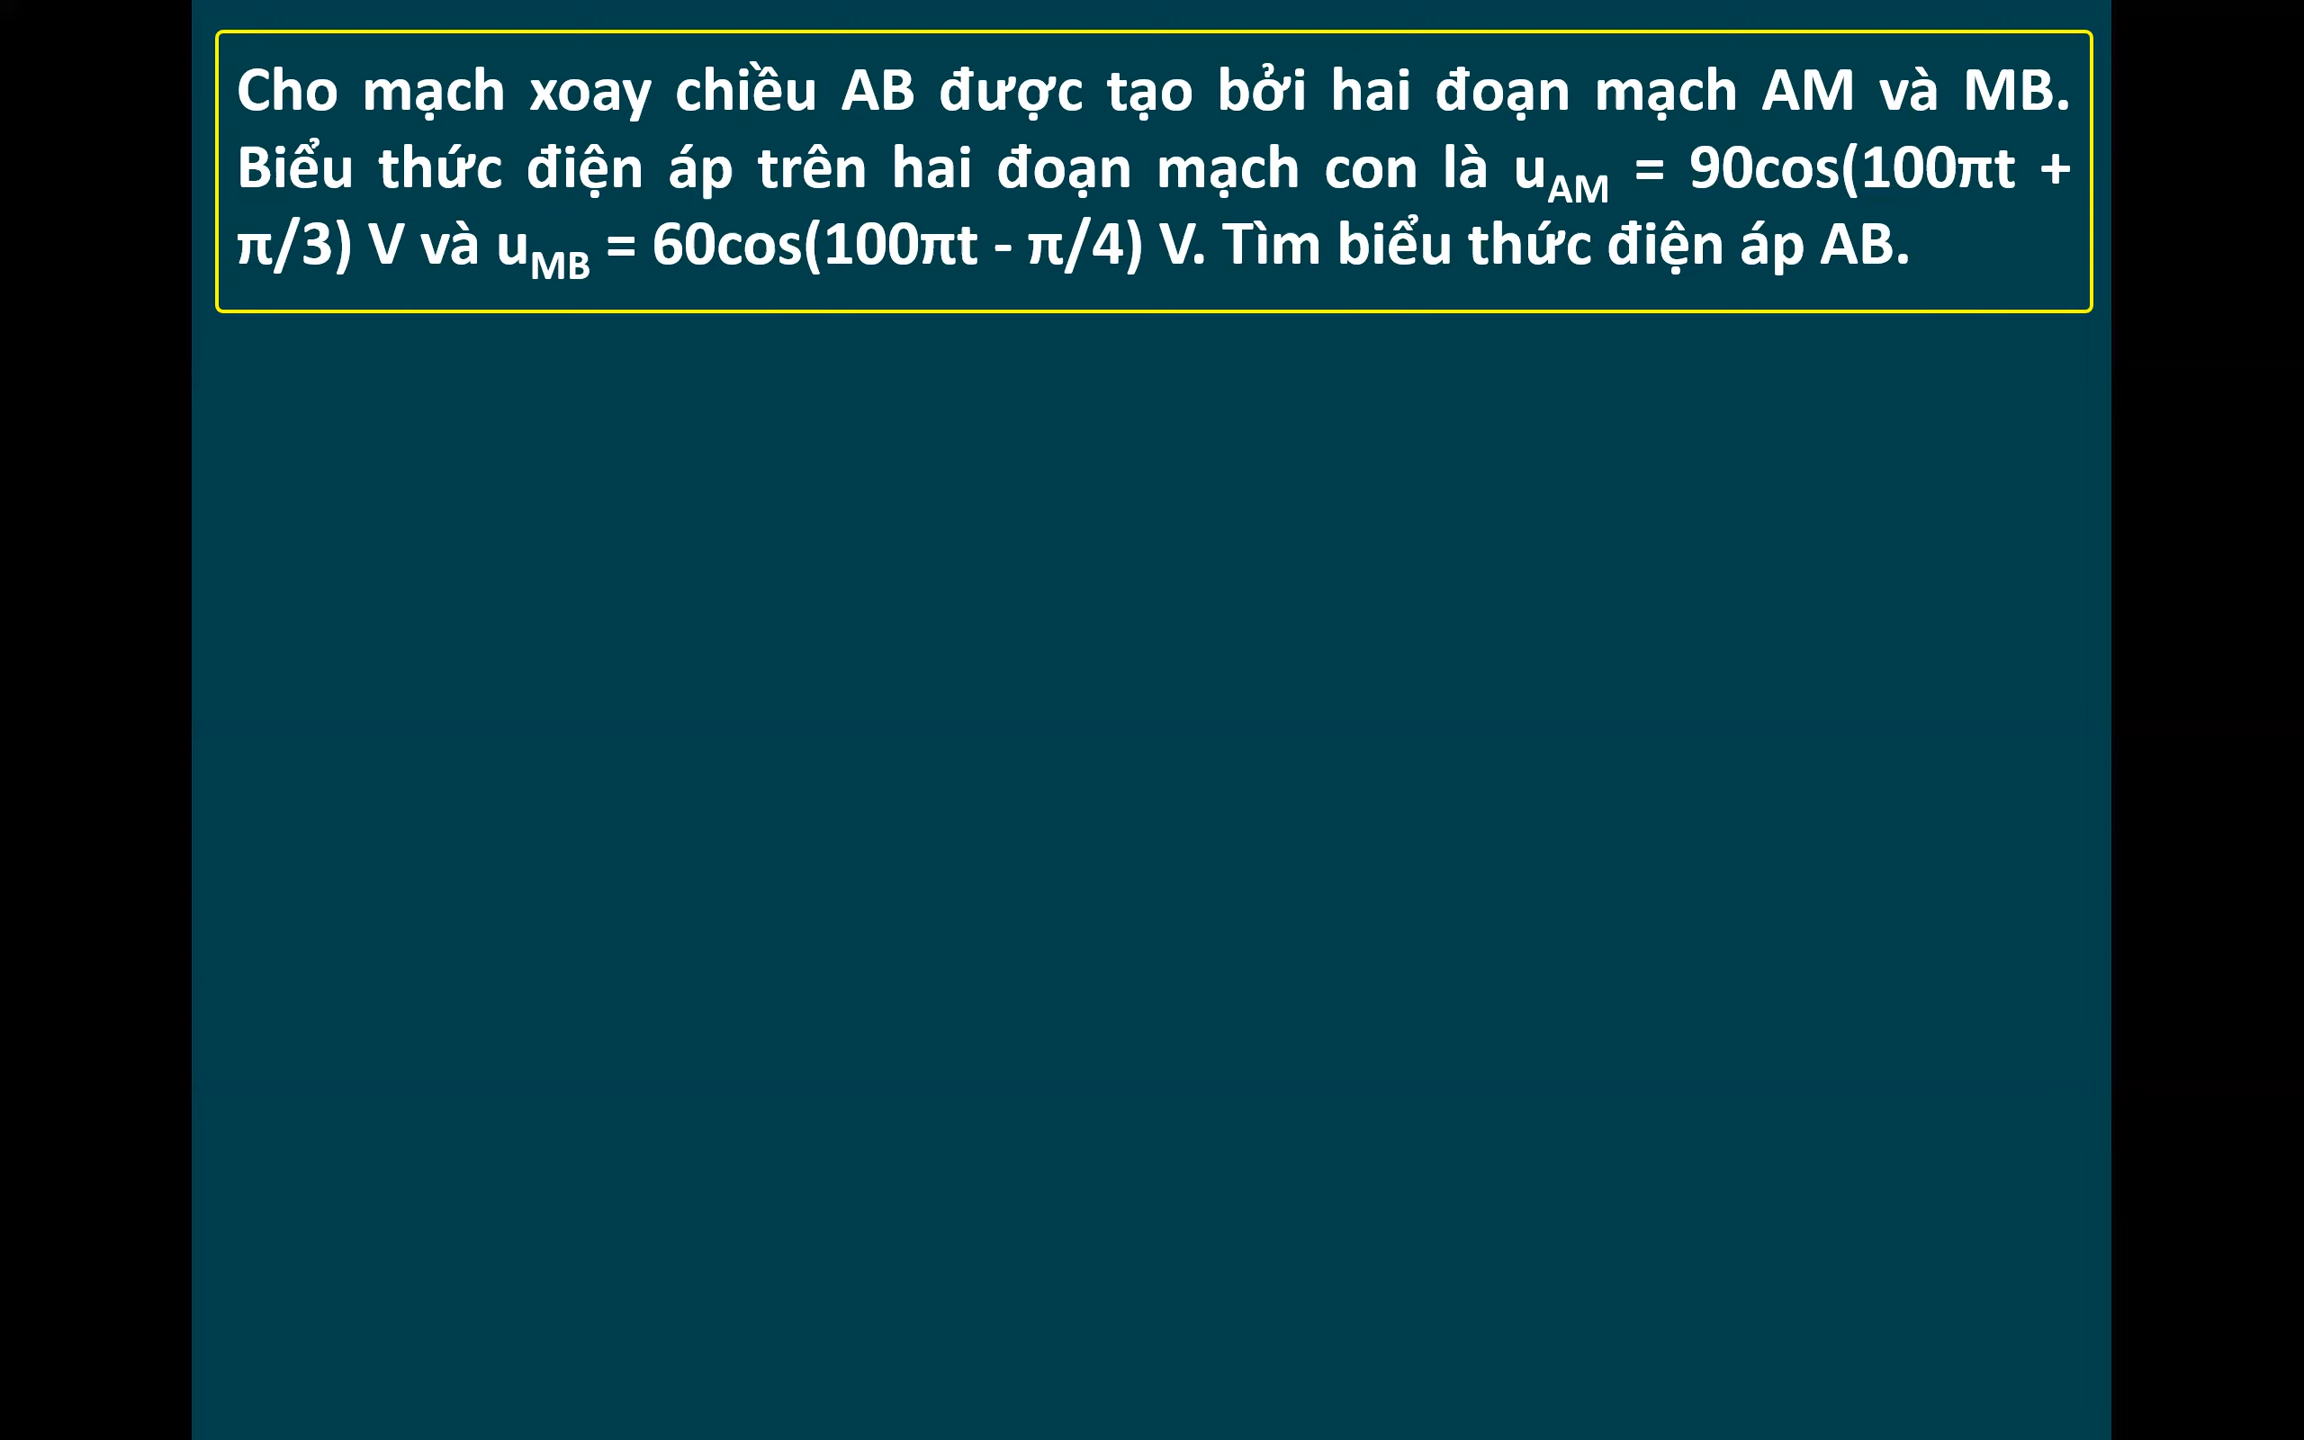 Cho mạch xoay chiều AB được tạo bởi hai đoạn mạch AM và MB.
Biểu thức điện áp trên hai đoạn mạch con là uAM = 90cos(100πt +
π/3) V và uMB = 60cos(100πt - π/4) V. Tìm biểu thức điện áp AB.